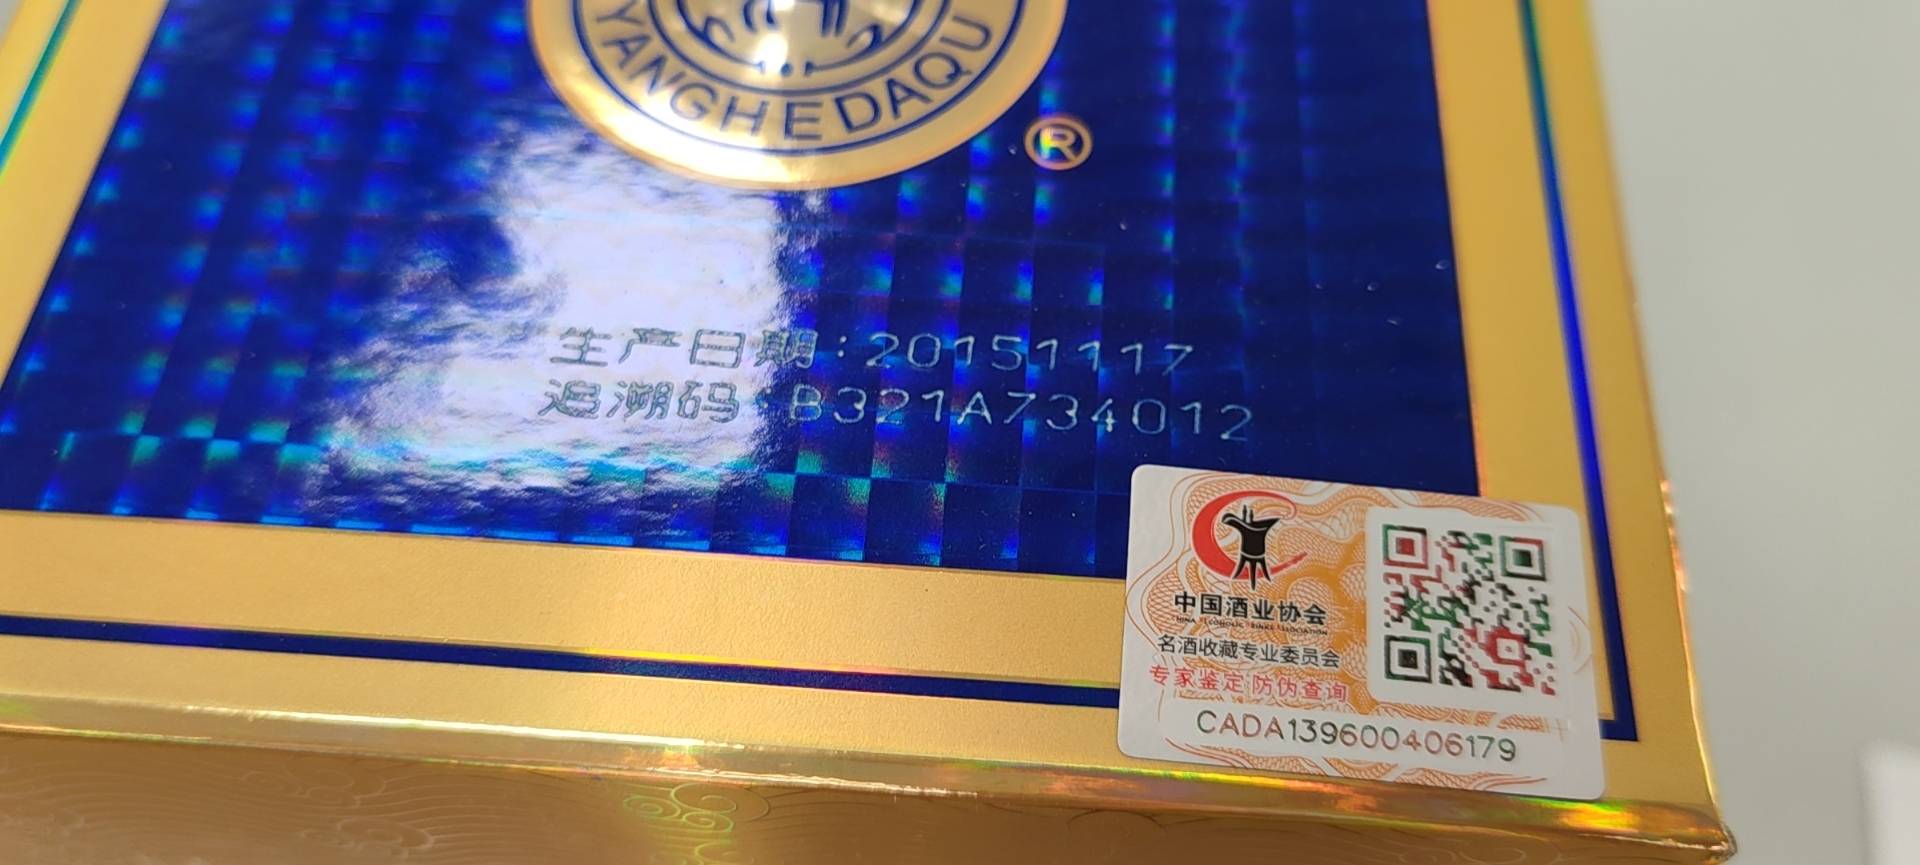 YANGHEDAQU
®
生产日期:20151117
追溯码:B321A734012
中国酒业协会
名酒收藏专业委员会
专家鉴定 防伪查询
CADA139600406179